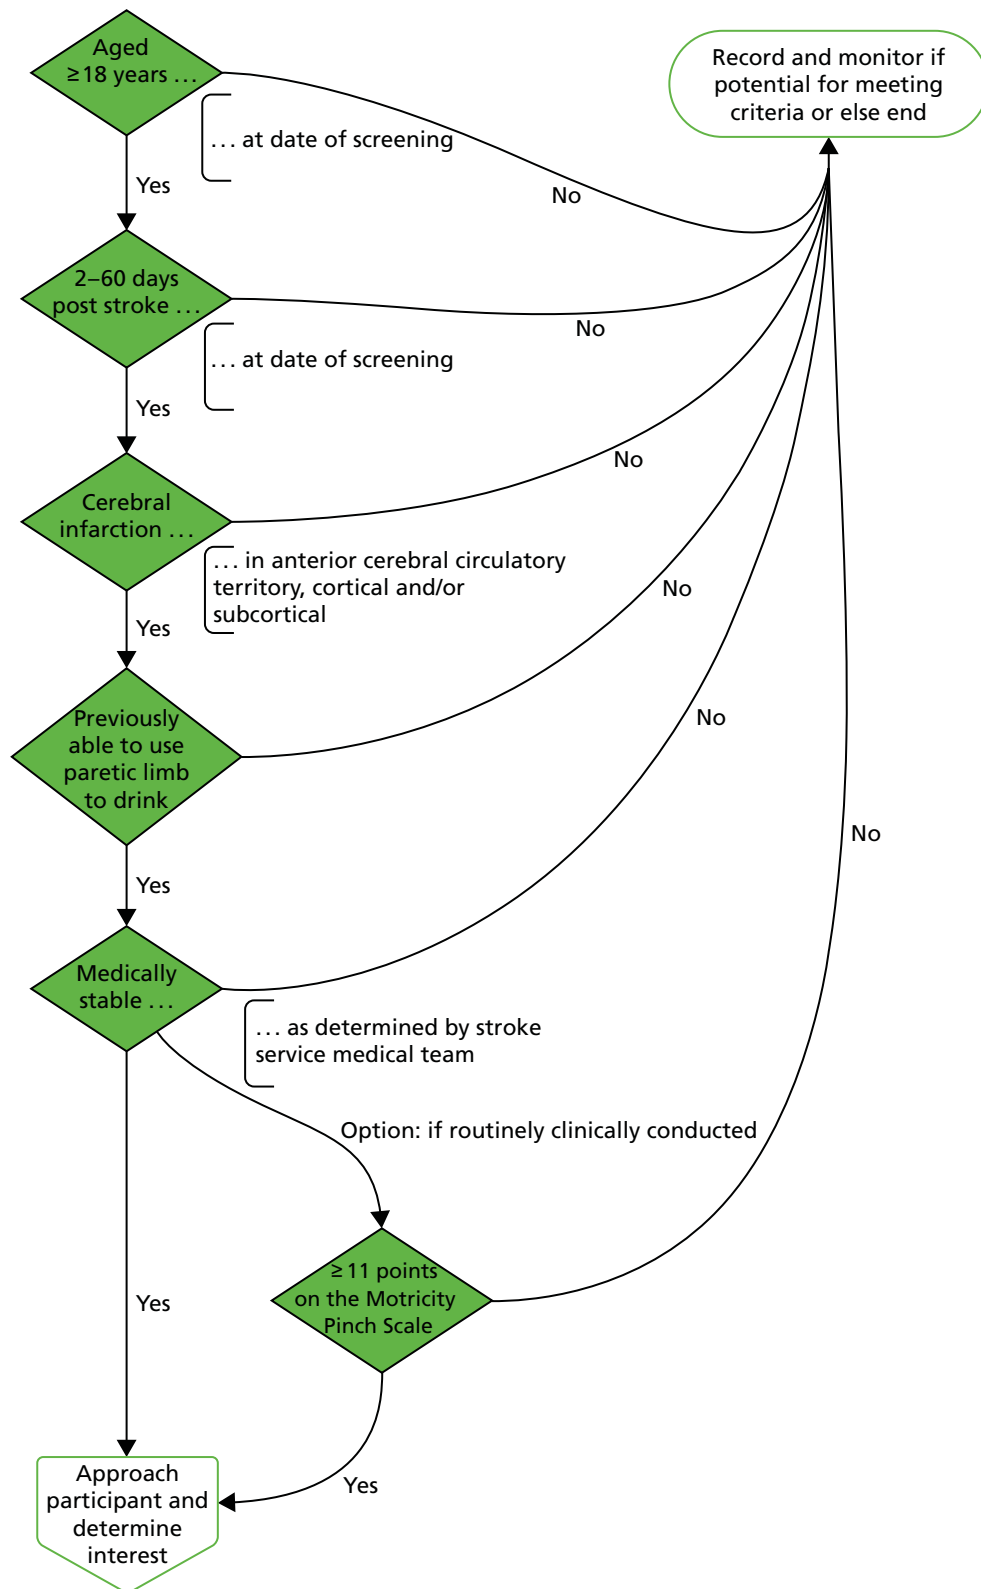 Aged
≥18 years ...
... at date of screening
Record and monitor if
potential for meeting
criteria or else end
No
Yes
2–60 days
post stroke ...
... at date of screening
No
Yes
Cerebral
infarction ...
... in anterior cerebral circulatory
territory, cortical and/or
subcortical
No
Yes
Previously
able to use
paretic limb
to drink
No
Yes
Medically
stable ...
... as determined by stroke
service medical team
No
Option: if routinely clinically conducted
≥11 points
on the Motricity
Pinch Scale
No
Yes
Yes
Approach
participant and
determine
interest